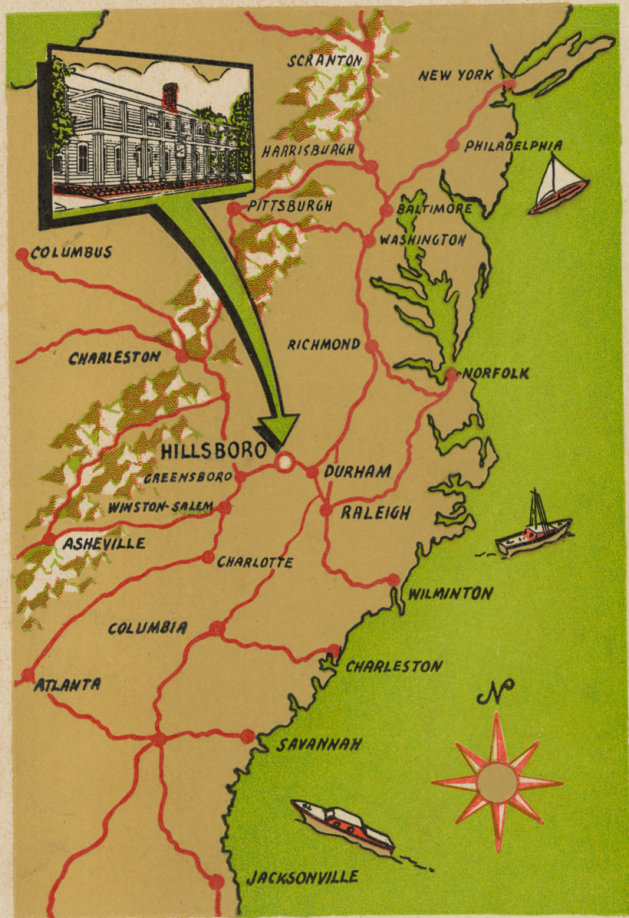 SCRANTON
NEW YORK
HARRISBURGH
PHILADELPHIA
PITTSBURGH
BALTIMORE
WASHINGTON
COLUMBUS
RICHMOND
CHARLESTON
NORFOLK
HILLSBORO
GREENSBORO
DURHAM
WINSTON-SALEM
RALEIGH
ASHEVILLE
CHARLOTTE
WILMINTON
COLUMBIA
CHARLESTON
ATLANTA
N
SAVANNAH
JACKSONVILLE